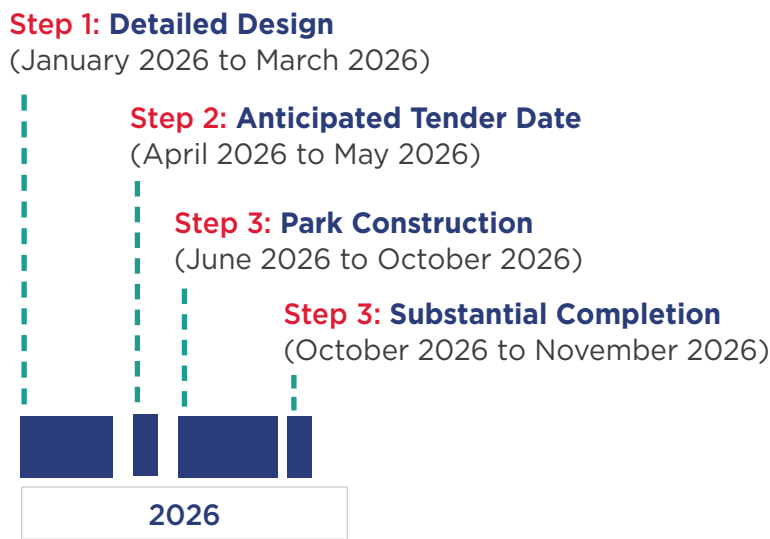 Step 1: Detailed Design
(January 2026 to March 2026)
Step 2: Anticipated Tender Date
(April 2026 to May 2026)
Step 3: Park Construction
(June 2026 to October 2026)
Step 3: Substantial Completion
(October 2026 to November 2026)
2026